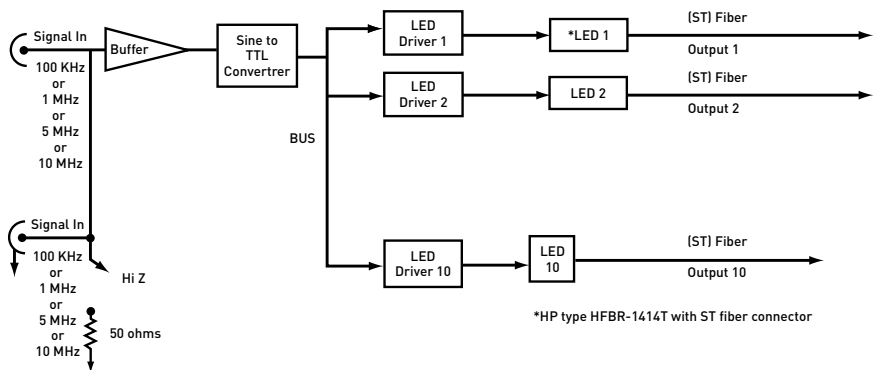 Signal In
100 KHz
or
1 MHz
or
5 MHz
or
10 MHz
Buffer
Sine to
TTL
Convertrer
BUS
LED
Driver 1
*LED 1
(ST) Fiber
Output 1
LED
Driver 2
LED 2
(ST) Fiber
Output 2
Signal In
100 KHz
or
1 MHz
or
5 MHz
or
10 MHz
Hi Z
50 ohms
LED
Driver 10
LED
10
(ST) Fiber
Output 10
*HP type HFBR-1414T with ST fiber connector